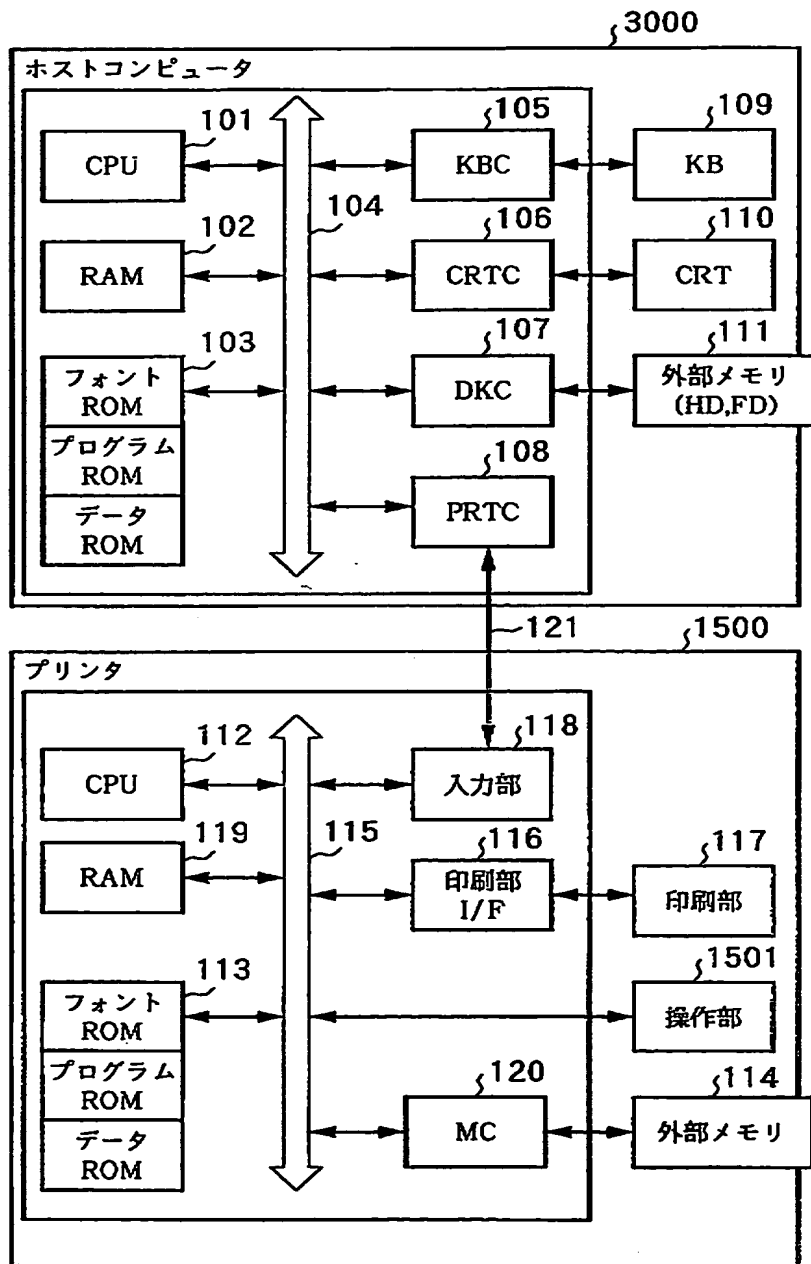 3000
ホストコンピュータ
101
105
109
CPU
KBC
KB
104
102
106
110
RAM
CRTC
CRT
103
107
111
フォント
ROM
DKC
外部メモリ
(HD,FD)
プログラム
ROM
108
データ
ROM
PRTC
121
1500
プリンタ
112
118
CPU
入力部
119
115
116
117
RAM
印刷部
I/F
印刷部
113
1501
フォント
ROM
操作部
プログラム
ROM
120
114
データ
ROM
MC
外部メモリ